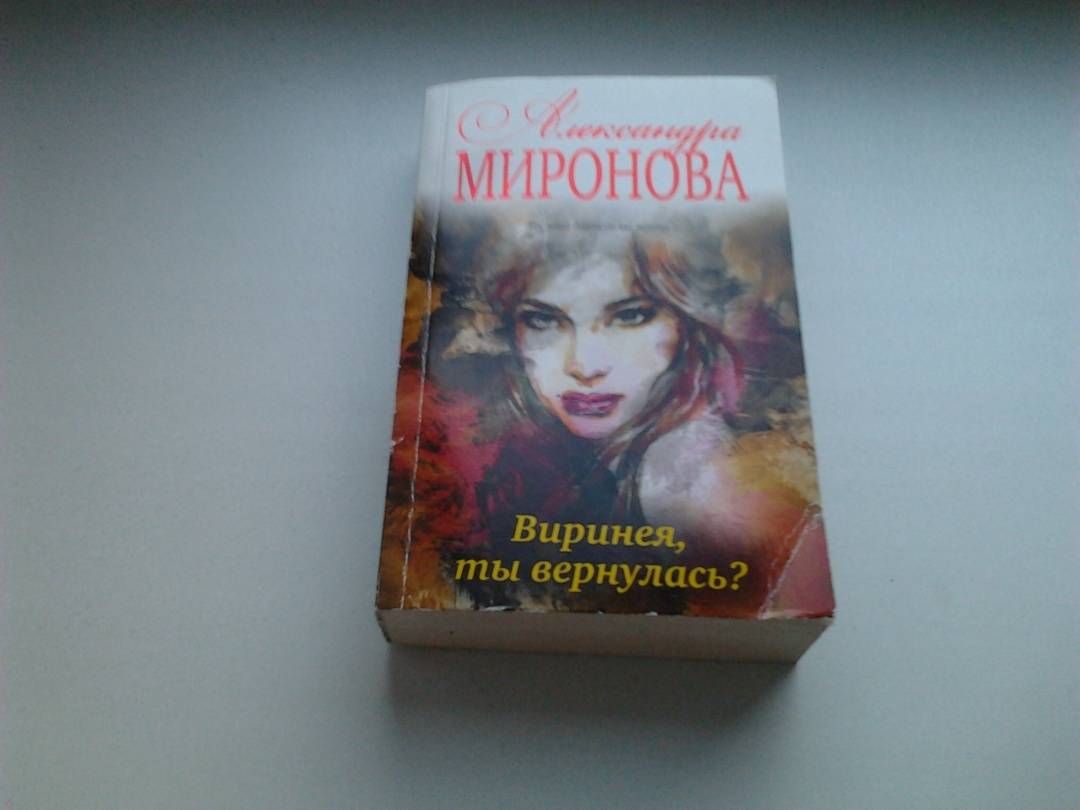 Александра
МИРОНОВА
Виринея,
ты вернулась?